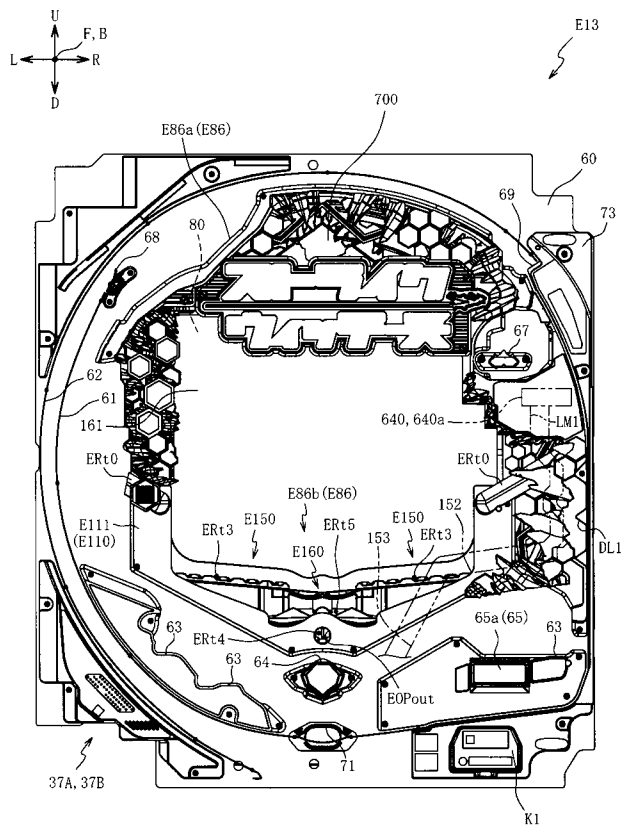 U
F, B
L R
D
E13
700
E86a (E86)
60
73
69
80
68
67
62
61
161
640, 640a
LM1
ERt0
ERt0
E86b (E86)
E111
(E110)
E150
ERt3
E160
ERt5
E150
ERt3
152
153
DL1
65a (65)
63
63
63
ERt4
64
EOPout
71
37A, 37B
K1